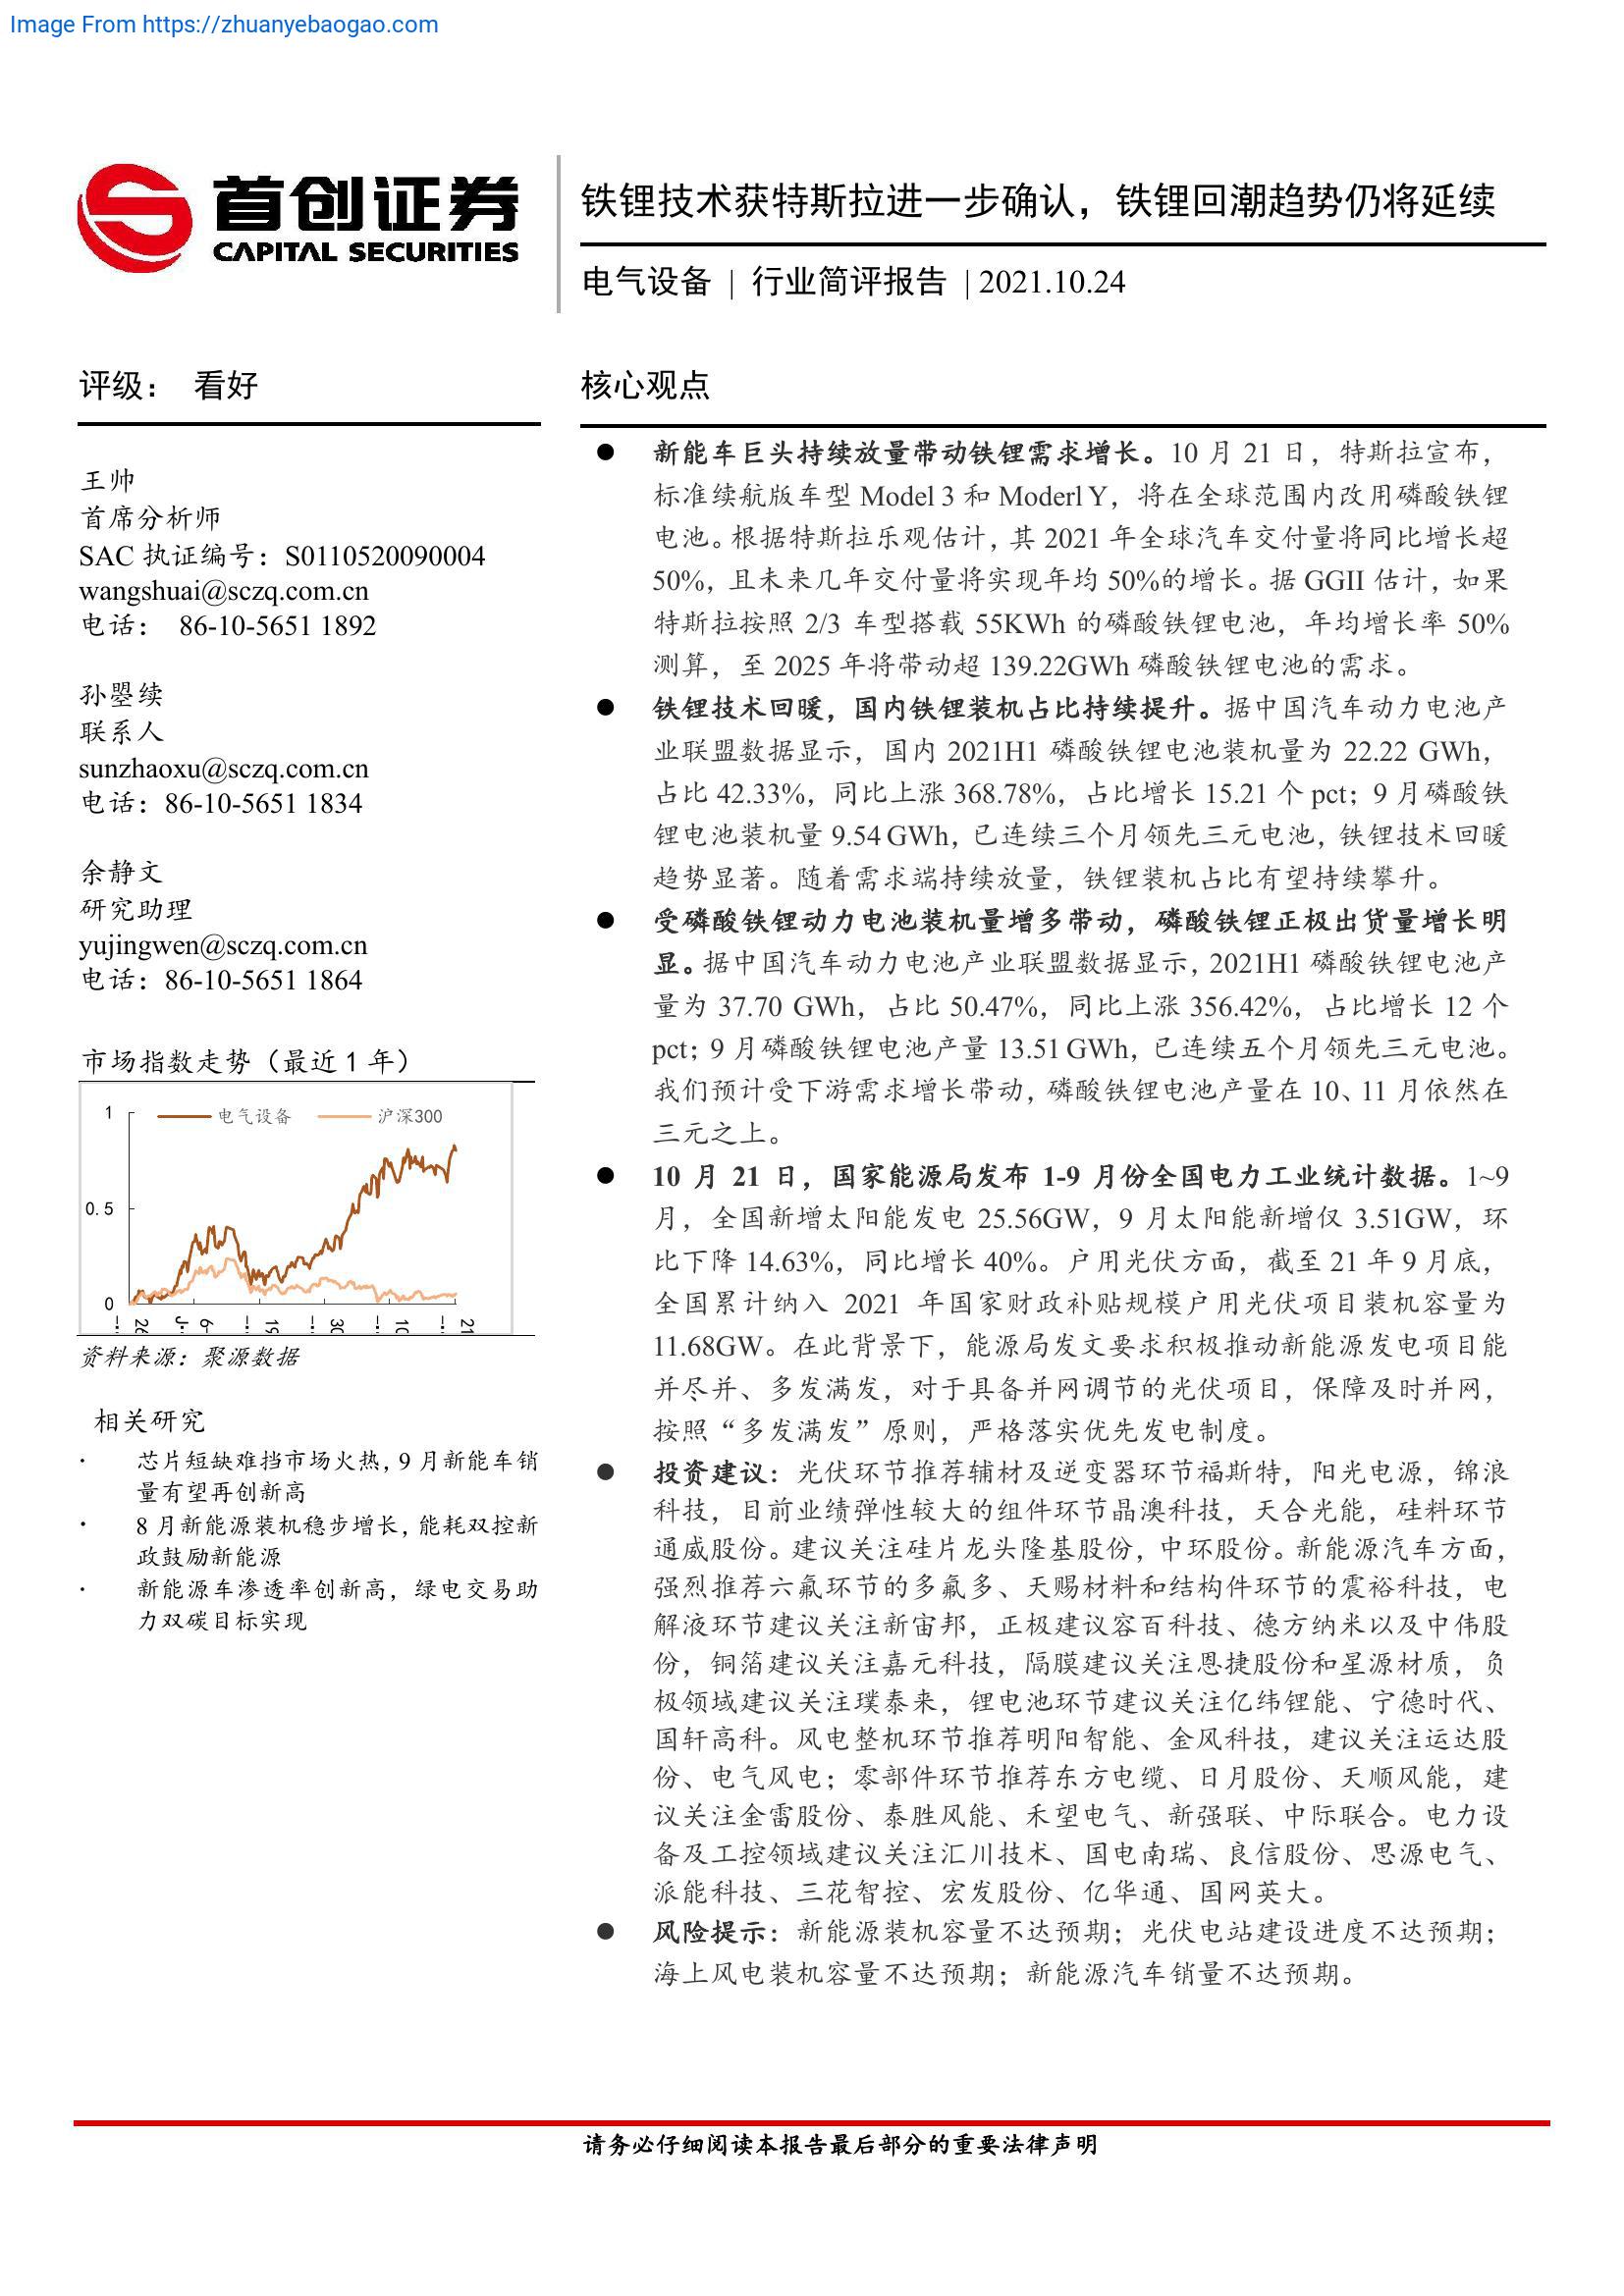 Image From https://zhuanyebaogao.com
首创证券
CAPITAL SECURITIES
铁锂技术获特斯拉进一步确认，铁锂回潮趋势仍将延续
电气设备 | 行业简评报告 | 2021.10.24
评级： 看好
王帅
首席分析师
SAC 执证编号：S0110520090004
wangshuai@sczq.com.cn
电话： 86-10-5651 1892
孙曌续
联系人
sunzhaoxu@sczq.com.cn
电话：86-10-5651 1834
余静文
研究助理
yujingwen@sczq.com.cn
电话：86-10-5651 1864
市场指数走势（最近 1 年）
电气设备 沪深300
1
0.5
0
26 6- 19 30 10 21
资料来源：聚源数据
相关研究
· 芯片短缺难挡市场火热，9 月新能车销
量有望再创新高
· 8 月新能源装机稳步增长，能耗双控新
政鼓励新能源
· 新能源车渗透率创新高，绿电交易助
力双碳目标实现
核心观点
● 新能车巨头持续放量带动铁锂需求增长。10 月 21 日，特斯拉宣布，
标准续航版车型 Model 3 和 Moderl Y，将在全球范围内改用磷酸铁锂
电池。根据特斯拉乐观估计，其 2021 年全球汽车交付量将同比增长超
50%，且未来几年交付量将实现年均 50%的增长。据 GGII 估计，如果
特斯拉按照 2/3 车型搭载 55KWh 的磷酸铁锂电池，年均增长率 50%
测算，至 2025 年将带动超 139.22GWh 磷酸铁锂电池的需求。
● 铁锂技术回暖，国内铁锂装机占比持续提升。据中国汽车动力电池产
业联盟数据显示，国内 2021H1 磷酸铁锂电池装机量为 22.22 GWh，
占比 42.33%，同比上涨 368.78%，占比增长 15.21 个 pct；9 月磷酸铁
锂电池装机量 9.54 GWh，已连续三个月领先三元电池，铁锂技术回暖
趋势显著。随着需求端持续放量，铁锂装机占比有望持续攀升。
● 受磷酸铁锂动力电池装机量增多带动，磷酸铁锂正极出货量增长明
显。据中国汽车动力电池产业联盟数据显示，2021H1 磷酸铁锂电池产
量为 37.70 GWh，占比 50.47%，同比上涨 356.42%，占比增长 12 个
pct；9 月磷酸铁锂电池产量 13.51 GWh，已连续五个月领先三元电池。
我们预计受下游需求增长带动，磷酸铁锂电池产量在 10、11 月依然在
三元之上。
● 10 月 21 日，国家能源局发布 1-9 月份全国电力工业统计数据。1~9
月，全国新增太阳能发电 25.56GW，9 月太阳能新增仅 3.51GW，环
比下降 14.63%，同比增长 40%。户用光伏方面，截至 21 年 9 月底，
全国累计纳入 2021 年国家财政补贴规模户用光伏项目装机容量为
11.68GW。在此背景下，能源局发文要求积极推动新能源发电项目能
并尽并、多发满发，对于具备并网调节的光伏项目，保障及时并网，
按照“多发满发”原则，严格落实优先发电制度。
● 投资建议：光伏环节推荐辅材及逆变器环节福斯特，阳光电源，锦浪
科技，目前业绩弹性较大的组件环节晶澳科技，天合光能，硅料环节
通威股份。建议关注硅片龙头隆基股份，中环股份。新能源汽车方面，
强烈推荐六氟环节的多氟多、天赐材料和结构件环节的震裕科技，电
解液环节建议关注新宙邦，正极建议容百科技、德方纳米以及中伟股
份，铜箔建议关注嘉元科技，隔膜建议关注恩捷股份和星源材质，负
极领域建议关注璞泰来，锂电池环节建议关注亿纬锂能、宁德时代、
国轩高科。风电整机环节推荐明阳智能、金风科技，建议关注运达股
份、电气风电；零部件环节推荐东方电缆、日月股份、天顺风能，建
议关注金雷股份、泰胜风能、禾望电气、新强联、中际联合。电力设
备及工控领域建议关注汇川技术、国电南瑞、良信股份、思源电气、
派能科技、三花智控、宏发股份、亿华通、国网英大。
● 风险提示：新能源装机容量不达预期；光伏电站建设进度不达预期；
海上风电装机容量不达预期；新能源汽车销量不达预期。
请务必仔细阅读本报告最后部分的重要法律声明